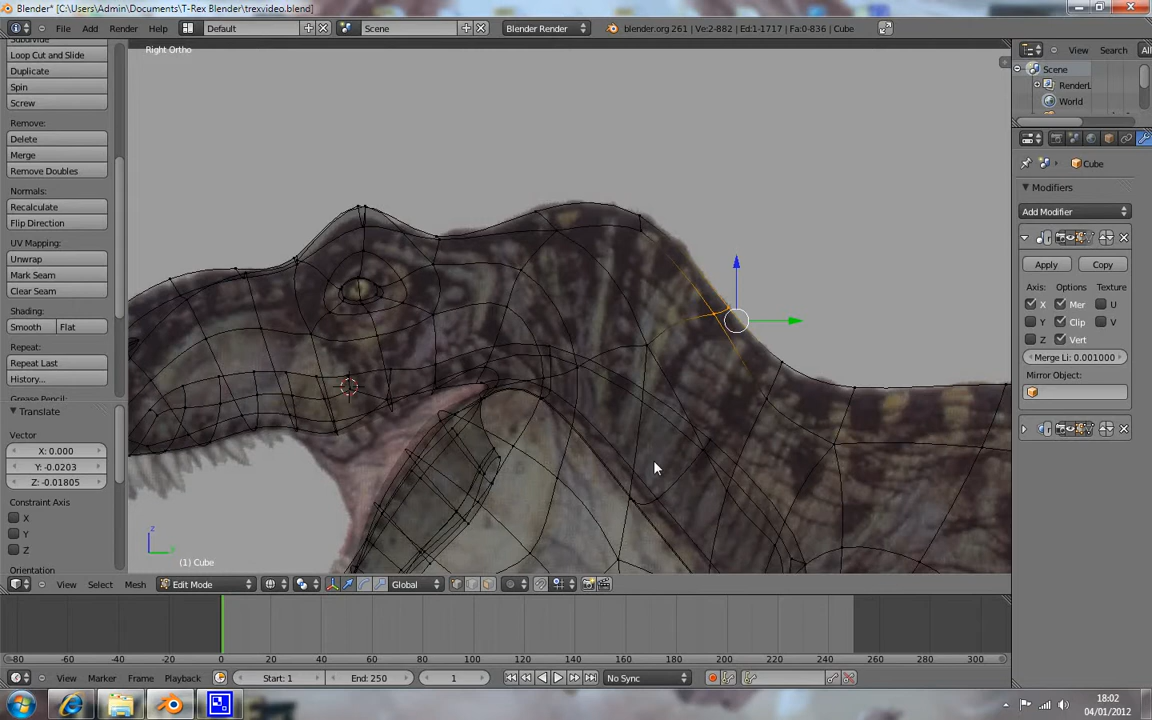 Blender* [C:\Users\Admin\Documents\T-Rex Blender\trexvideo.blend]
File Add Render Help Default Scene Blender Render blender.org 261 | Ve:2-882 | Ed:1-1717 | Fa:0-836 | Cube
Right Ortho
View Search All
Scene
RenderL
World
Cube
Modifiers
Add Modifier
Apply Copy
Axis: Options Texture
X Mer U
Y Clip V
Z Vert
Merge Li: 0.001000
Mirror Object:
Subdivide
Loop Cut and Slide
Duplicate
Spin
Screw
Remove:
Delete
Merge
Remove Doubles
Normals:
Recalculate
Flip Direction
UV Mapping:
Unwrap
Mark Seam
Clear Seam
Shading:
Smooth Flat
Repeat:
Repeat Last
History...
Grease Pencil:
Translate
Vector
X: 0.000
Y: -0.0203
Z: -0.01805
Constraint Axis
X
Y
Z
Orientation
z
y
(1) Cube
View Select Mesh Edit Mode Global
-80 -60 -40 -20 0 20 40 60 80 100 120 140 160 180 200 220 240 260 280 300
View Marker Frame Playback Start: 1 End: 250 1 No Sync
18:02
04/01/2012